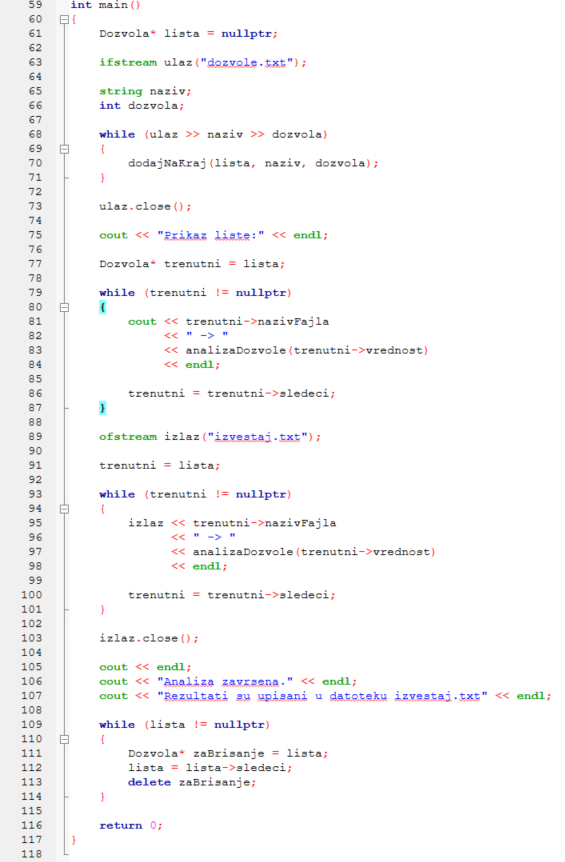 59 int main()
60 {
61 Dozvola* lista = nullptr;
62
63 ifstream ulaz("dozvole.txt");
64
65 string naziv;
66 int dozvola;
67
68 while (ulaz >> naziv >> dozvola)
69 {
70 dodajNaKraj(lista, naziv, dozvola);
71 }
72
73 ulaz.close();
74
75 cout << "Prikaz liste:" << endl;
76
77 Dozvola* trenutni = lista;
78
79 while (trenutni != nullptr)
80 {
81 cout << trenutni->nazivFajla
82 << " -> "
83 << analizaDozvole(trenutni->vrednost)
84 << endl;
85
86 trenutni = trenutni->sledeci;
87 }
88
89 ofstream izlaz("izvestaj.txt");
90
91 trenutni = lista;
92
93 while (trenutni != nullptr)
94 {
95 izlaz << trenutni->nazivFajla
96 << " -> "
97 << analizaDozvole(trenutni->vrednost)
98 << endl;
99
100 trenutni = trenutni->sledeci;
101 }
102
103 izlaz.close();
104
105 cout << endl;
106 cout << "Analiza zavrsena." << endl;
107 cout << "Rezultati su upisani u datoteku izvestaj.txt" << endl;
108
109 while (lista != nullptr)
110 {
111 Dozvola* zaBrisanje = lista;
112 lista = lista->sledeci;
113 delete zaBrisanje;
114 }
115
116 return 0;
117 }
118